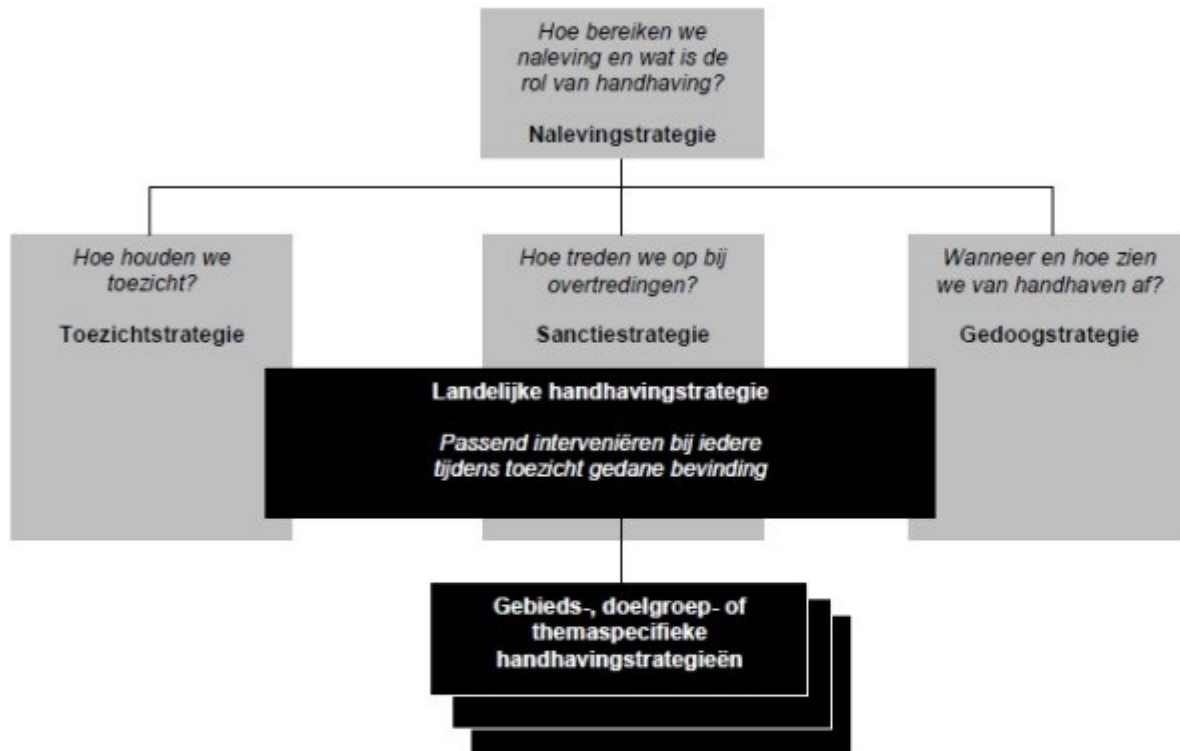 Hoe bereiken we
naleving en wat is de
rol van handhaving?
Nalevingstrategie
Hoe houden we
toezicht?
Toezichtstrategie
Hoe treden we op bij
overtredingen?
Sanctiestrategie
Wanneer en hoe zien
we van handhaven af?
Gedoogstrategie
Landelijke handhavingstrategie
Passend interveniëren bij iedere
tijdens toezicht gedane bevinding
Gebieds-, doelgroep- of
themaspecifieke
handhavingstrategieën